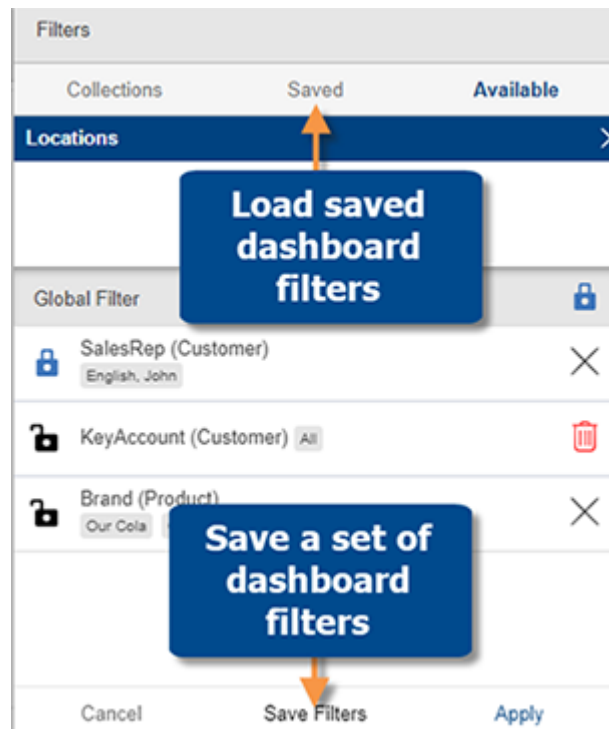 Filters
Collections Saved Available
Locations
Load saved
dashboard
filters
Global Filter
SalesRep (Customer)
English, John
KeyAccount (Customer) All
Brand (Product)
Our Cola
Save a set of
dashboard
filters
Cancel Save Filters Apply